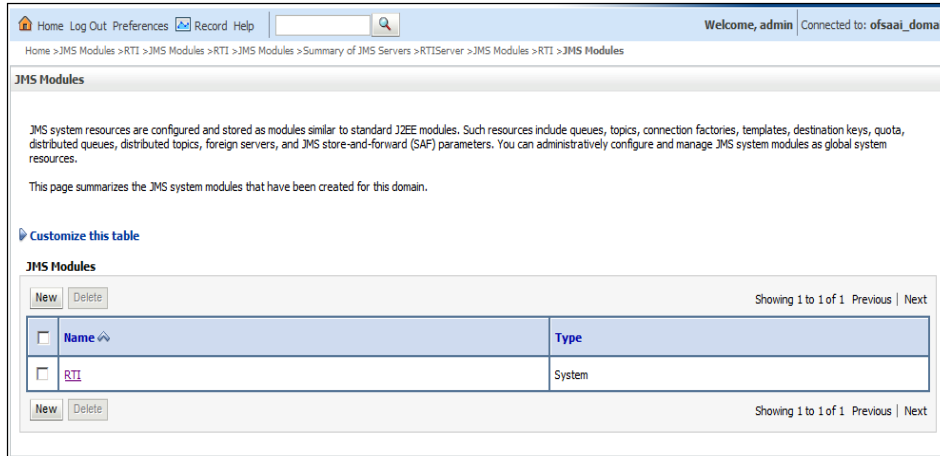 Home Log Out Preferences Record Help Welcome, admin Connected to: ofsaai_doma
Home >JMS Modules >RTI >JMS Modules >RTI >JMS Modules >Summary of JMS Servers >RTIServer >JMS Modules >RTI >JMS Modules
JMS Modules
JMS system resources are configured and stored as modules similar to standard J2EE modules. Such resources include queues, topics, connection factories, templates, destination keys, quota,
distributed queues, distributed topics, foreign servers, and JMS store-and-forward (SAF) parameters. You can administratively configure and manage JMS system modules as global system
resources.
This page summarizes the JMS system modules that have been created for this domain.
Customize this table
JMS Modules
New Delete Showing 1 to 1 of 1 Previous | Next
Name Type
RTI System
New Delete Showing 1 to 1 of 1 Previous | Next